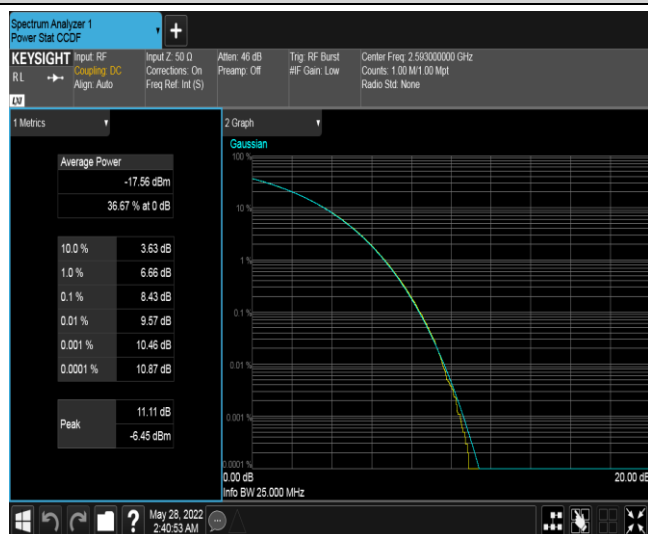 Spectrum Analyzer 1
Power Stat CCDF
+
KEYSIGHT
RL
LXI
Input: RF
Coupling: DC
Align: Auto
Input Z: 50 Ω
Corrections: On
Freq Ref: Int (S)
Atten: 46 dB
Preamp: Off
Trig: RF Burst
#IF Gain: Low
Center Freq: 2.593000000 GHz
Counts: 1.00 M/1.00 Mpt
Radio Std: None
1 Metrics
Average Power
-17.56 dBm
36.67 % at 0 dB
10.0 % 3.63 dB
1.0 % 6.66 dB
0.1 % 8.43 dB
0.01 % 9.57 dB
0.001 % 10.46 dB
0.0001 % 10.87 dB
Peak 11.11 dB
-6.45 dBm
2 Graph
Gaussian
100 %
10 %
1 %
0.1 %
0.01 %
0.001 %
0.0001 %
0.00 dB 20.00 dB
Info BW 25.000 MHz
?
May 28, 2022
2:40:53 AM